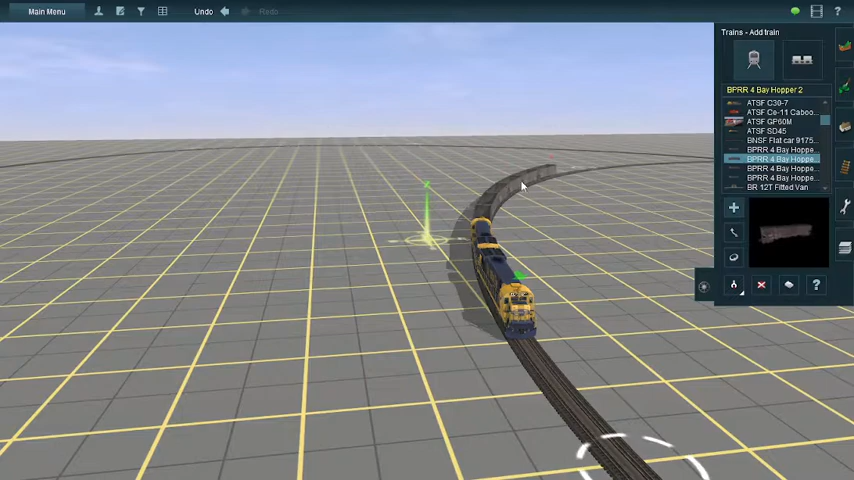 Main Menu
Undo
Redo
?
Trains - Add train
BPRR 4 Bay Hopper 2
ATSF C30-7
ATSF Ce-11 Caboo...
ATSF GP60M
ATSF SD45
BNSF Flat car 9175...
BPRR 4 Bay Hoppe...
BPRR 4 Bay Hoppe...
BPRR 4 Bay Hoppe...
BPRR 4 Bay Hoppe...
BR 12T Fitted Van
?